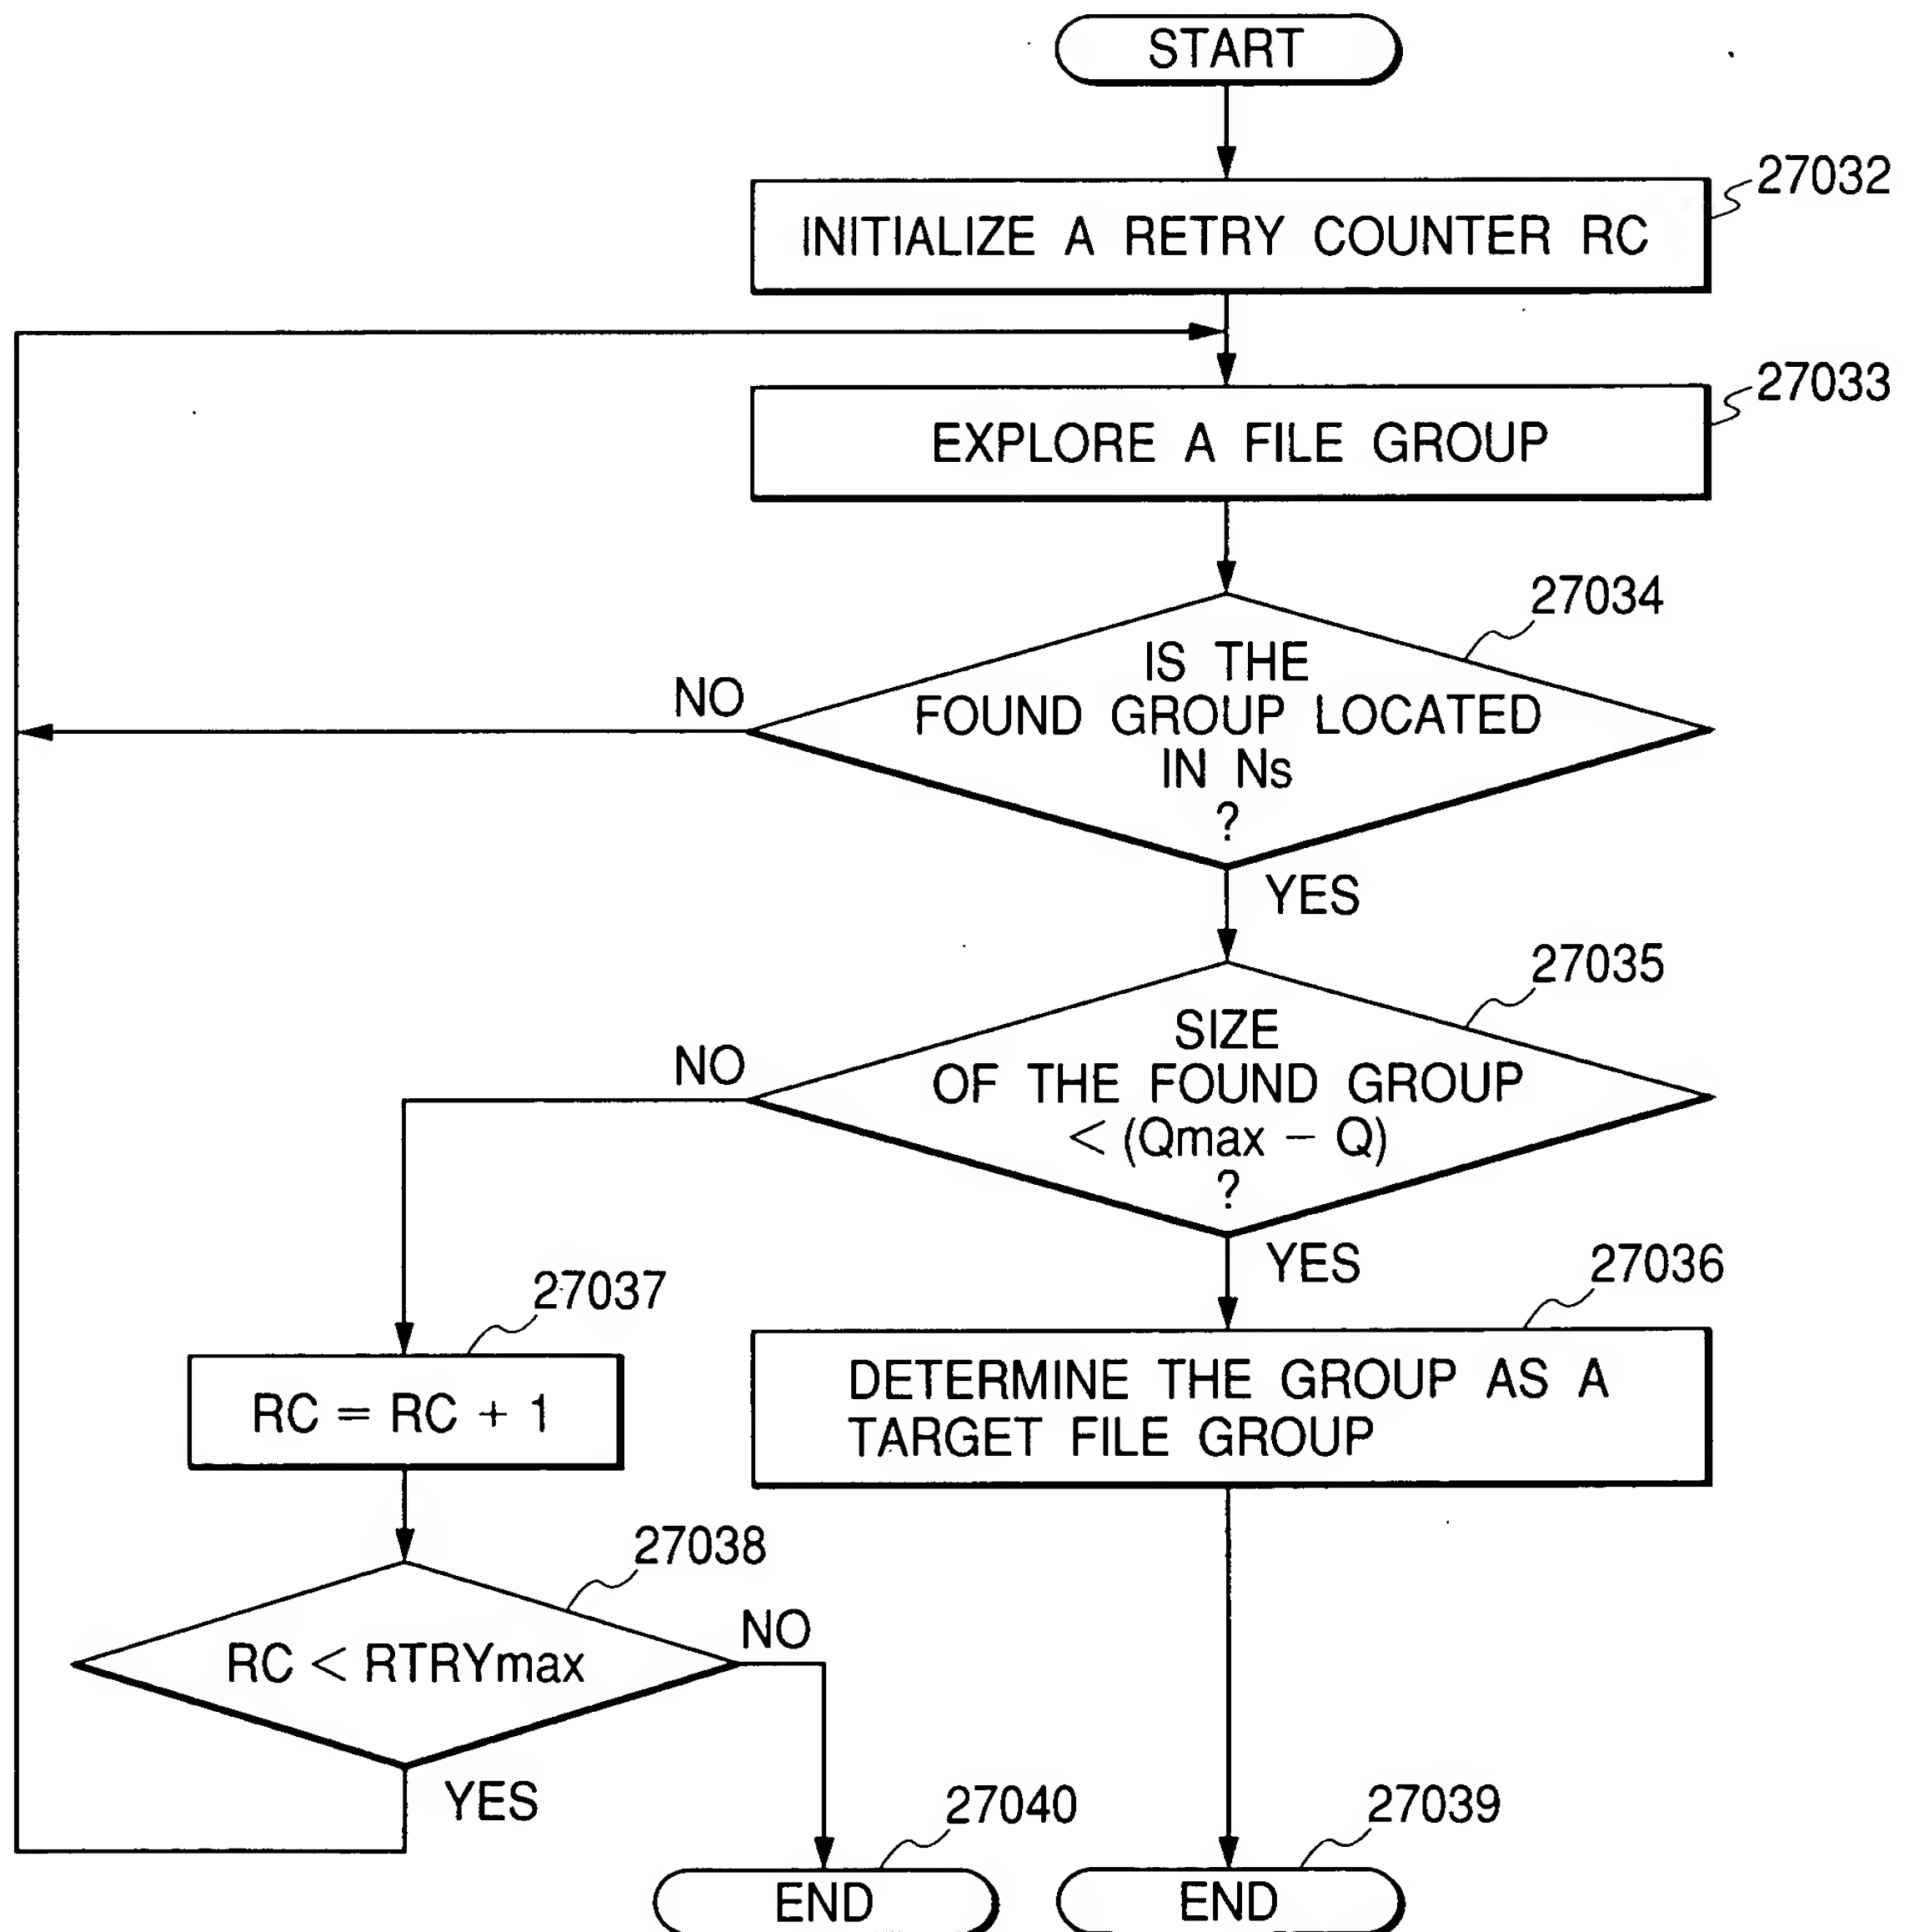 START
27032
INITIALIZE A RETRY COUNTER RC
27033
EXPLORE A FILE GROUP
27034
IS THE
FOUND GROUP LOCATED
IN Ns
?
NO
YES
27035
SIZE
OF THE FOUND GROUP
< (Qmax − Q)
?
NO
YES
27036
DETERMINE THE GROUP AS A
TARGET FILE GROUP
27037
RC = RC + 1
27038
RC < RTRYmax
NO
YES
27040
END
27039
END